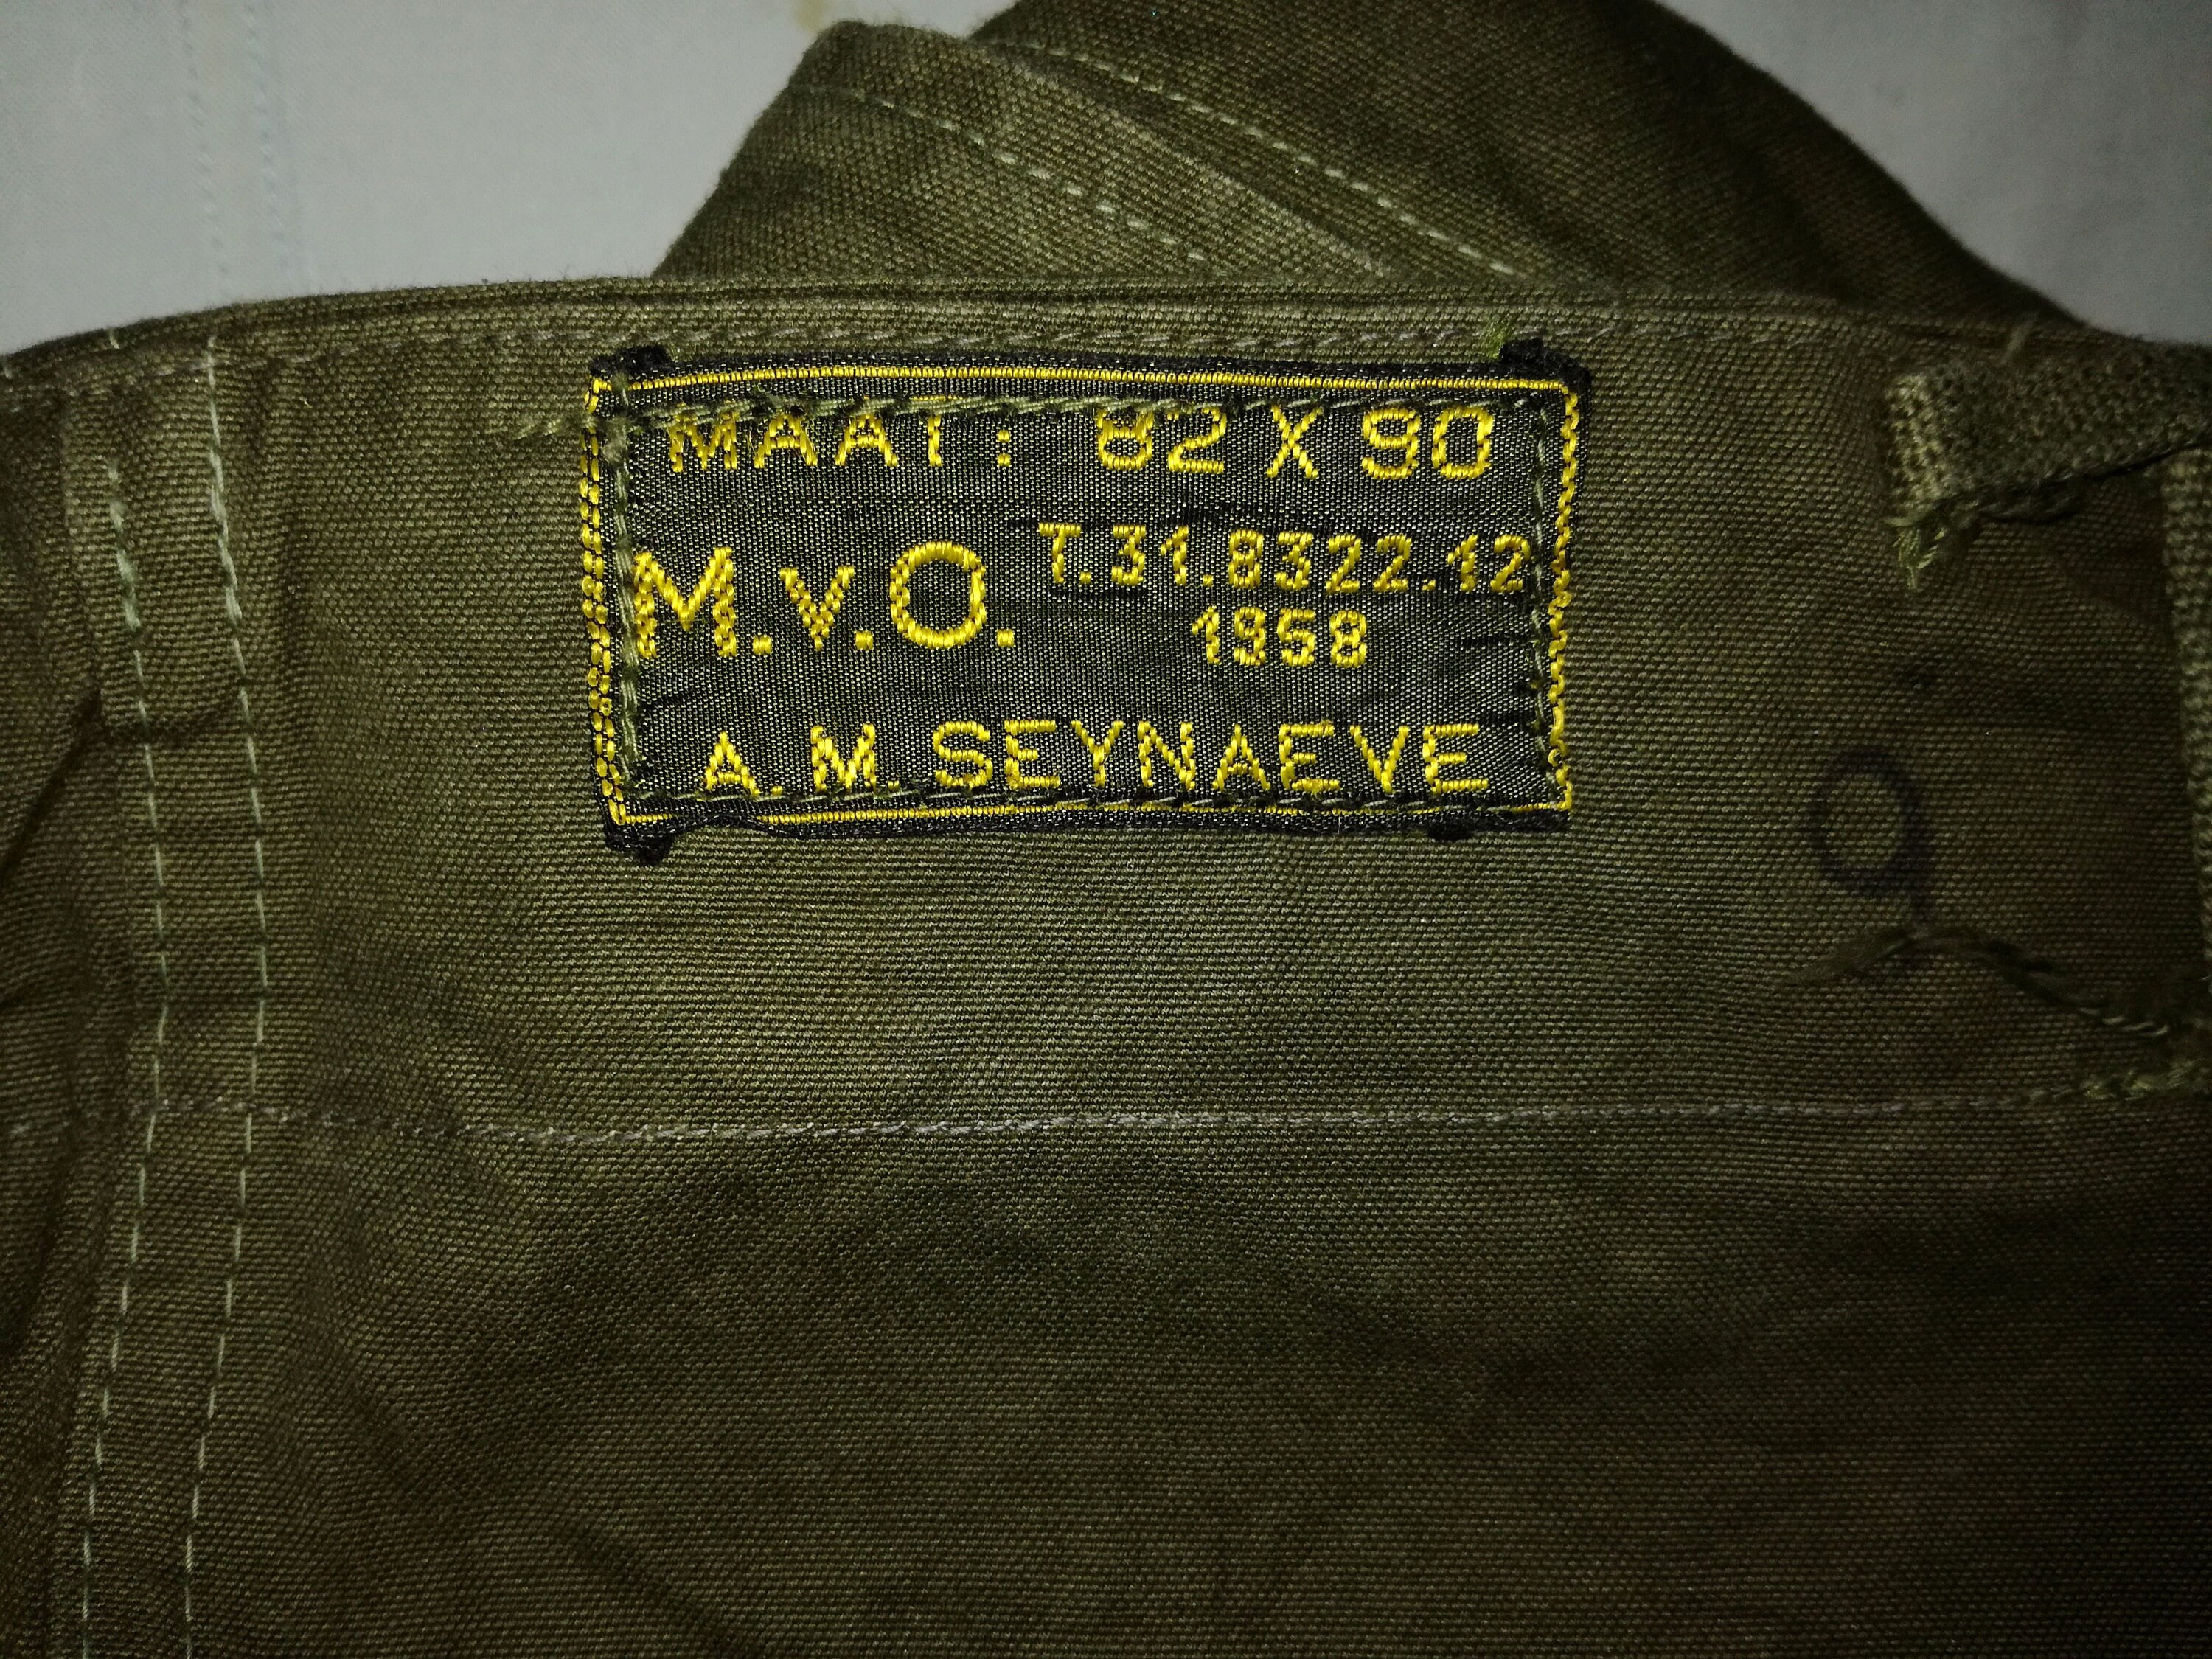 MAAT: 82 X 90
M.v.O. T.31.8322.12
1958
A. M. SEYNAEVE